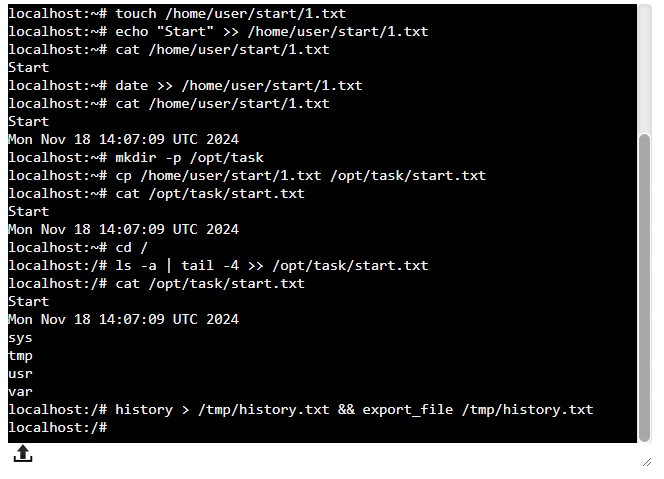 localhost:~# touch /home/user/start/1.txt
localhost:~# echo "Start" >> /home/user/start/1.txt
localhost:~# cat /home/user/start/1.txt
Start
localhost:~# date >> /home/user/start/1.txt
localhost:~# cat /home/user/start/1.txt
Start
Mon Nov 18 14:07:09 UTC 2024
localhost:~# mkdir -p /opt/task
localhost:~# cp /home/user/start/1.txt /opt/task/start.txt
localhost:~# cat /opt/task/start.txt
Start
Mon Nov 18 14:07:09 UTC 2024
localhost:~# cd /
localhost:/# ls -a | tail -4 >> /opt/task/start.txt
localhost:/# cat /opt/task/start.txt
Start
Mon Nov 18 14:07:09 UTC 2024
sys
tmp
usr
var
localhost:/# history > /tmp/history.txt && export_file /tmp/history.txt
localhost:/#